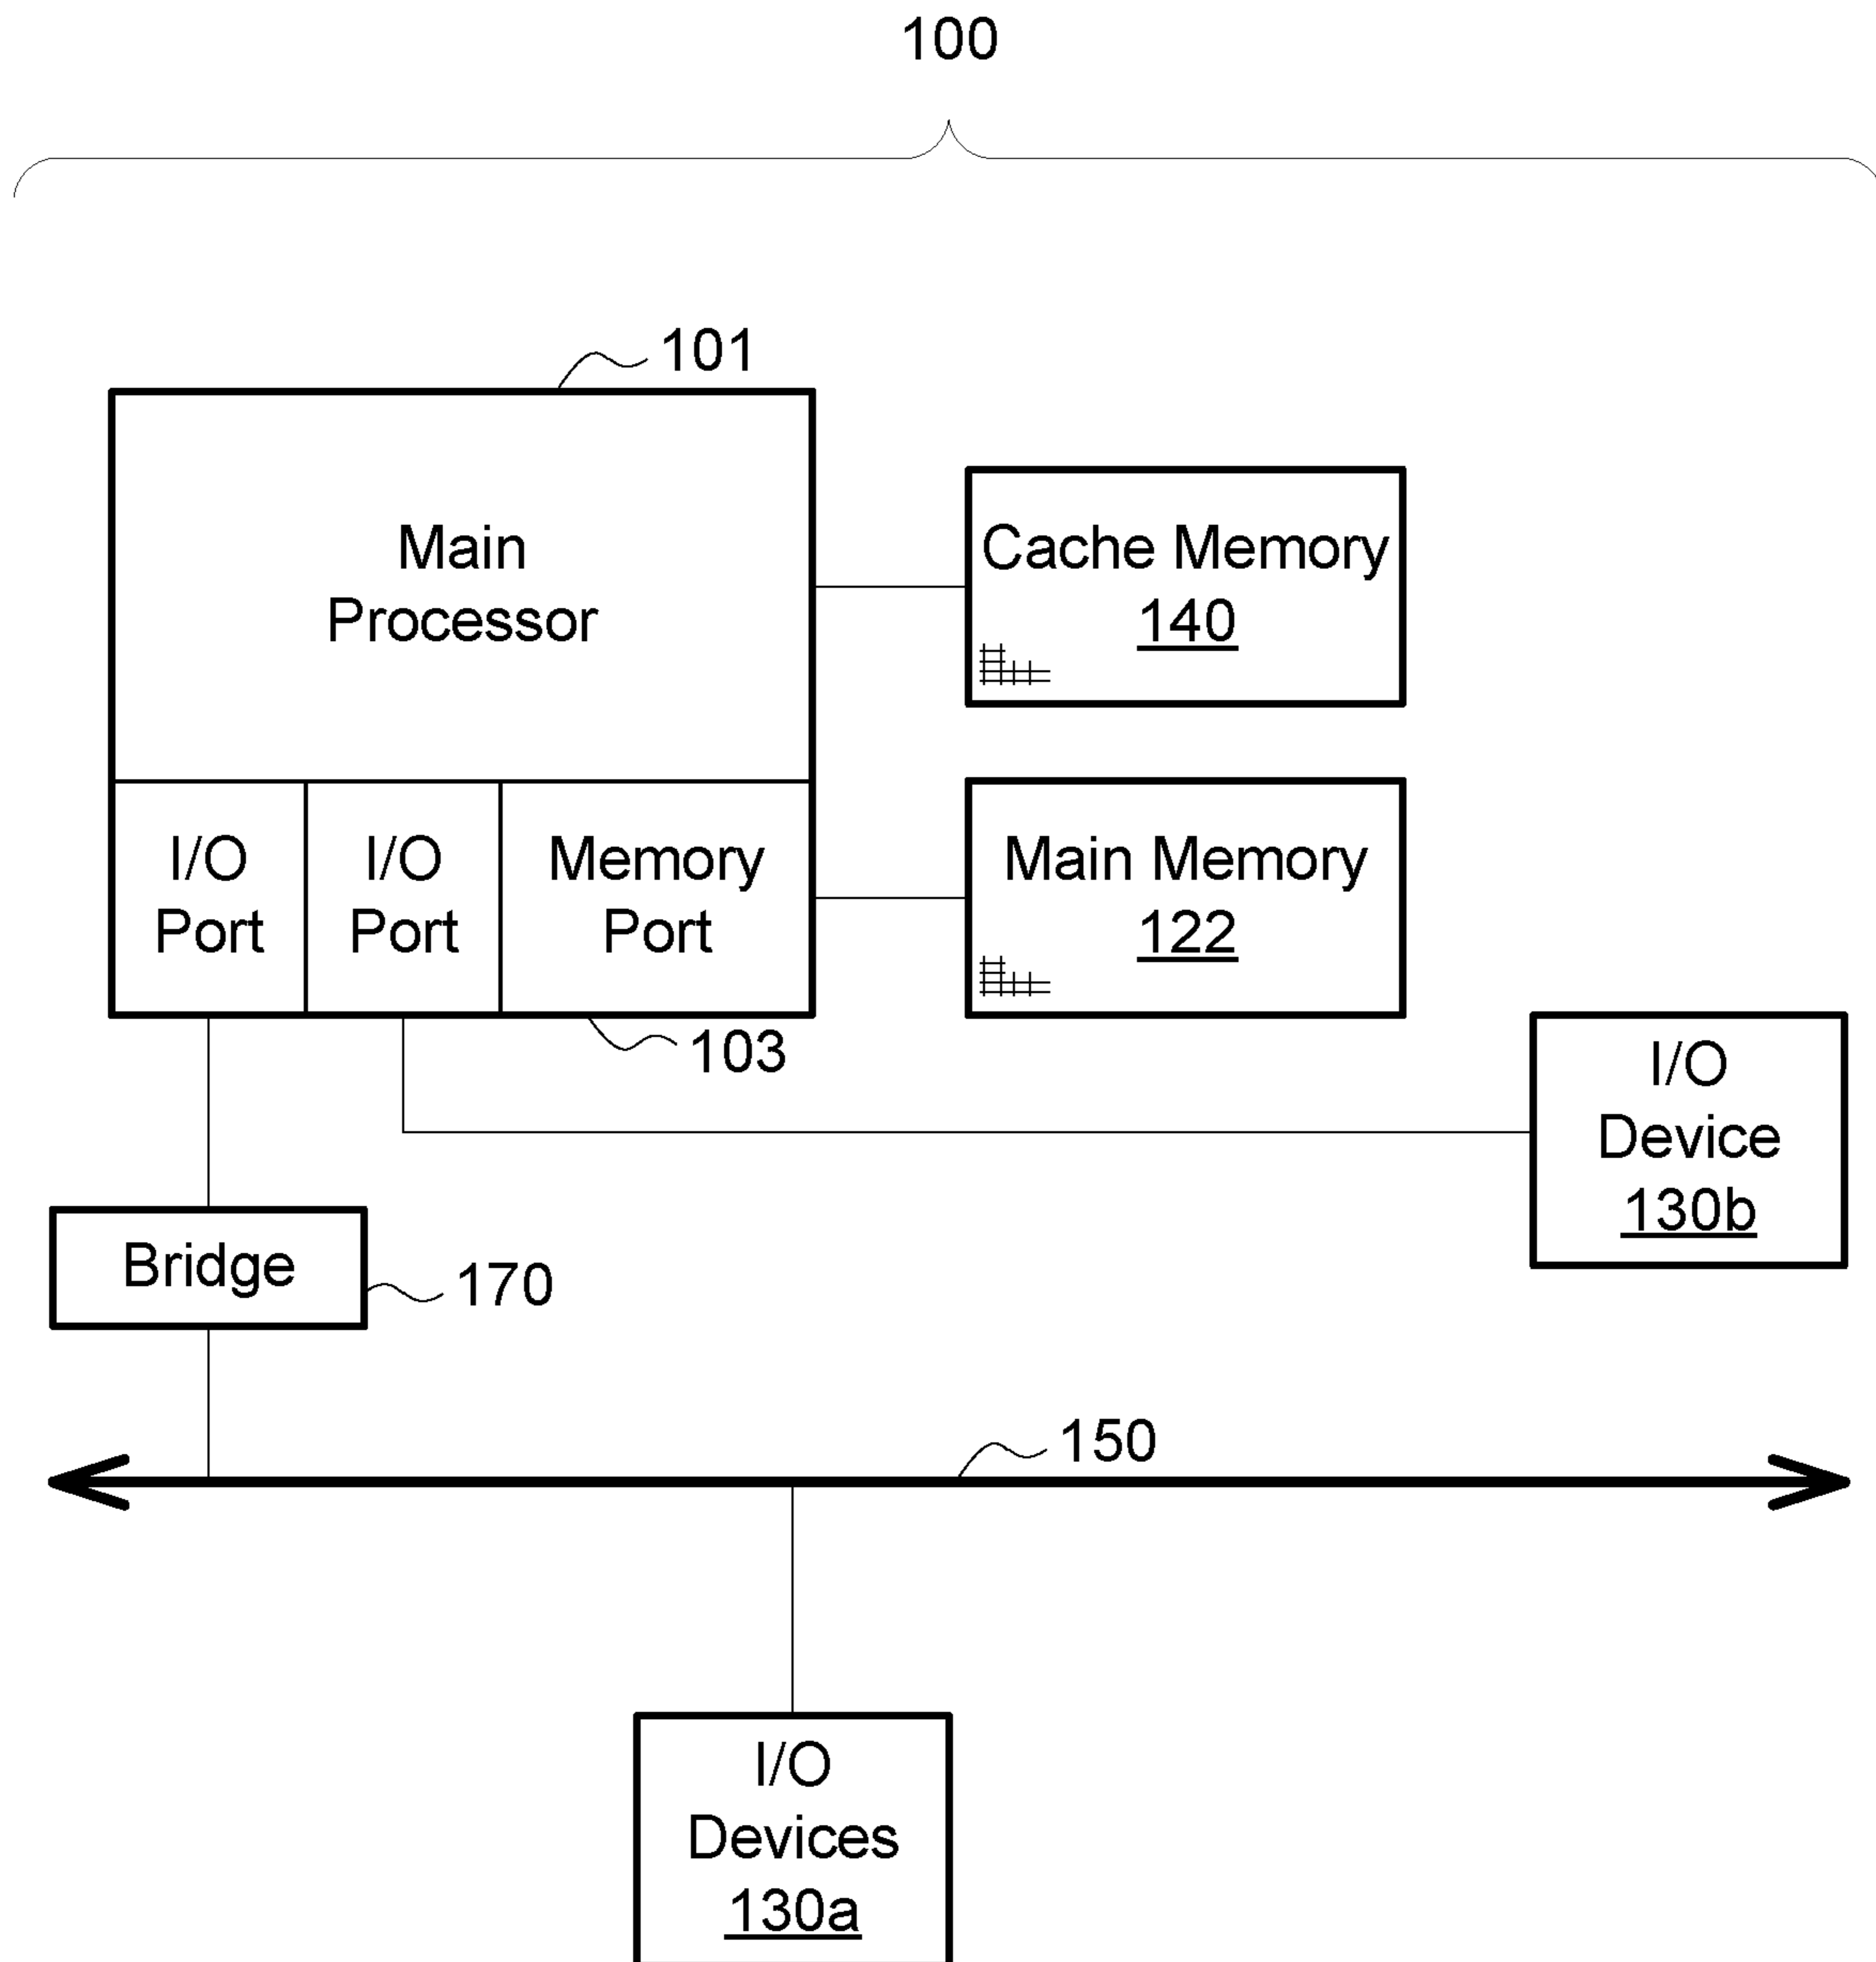 100
101
Main
Processor
Cache Memory
140
I/O
Port
I/O
Port
Memory
Port
Main Memory
122
103
I/O
Device
130b
Bridge
170
150
I/O
Devices
130a